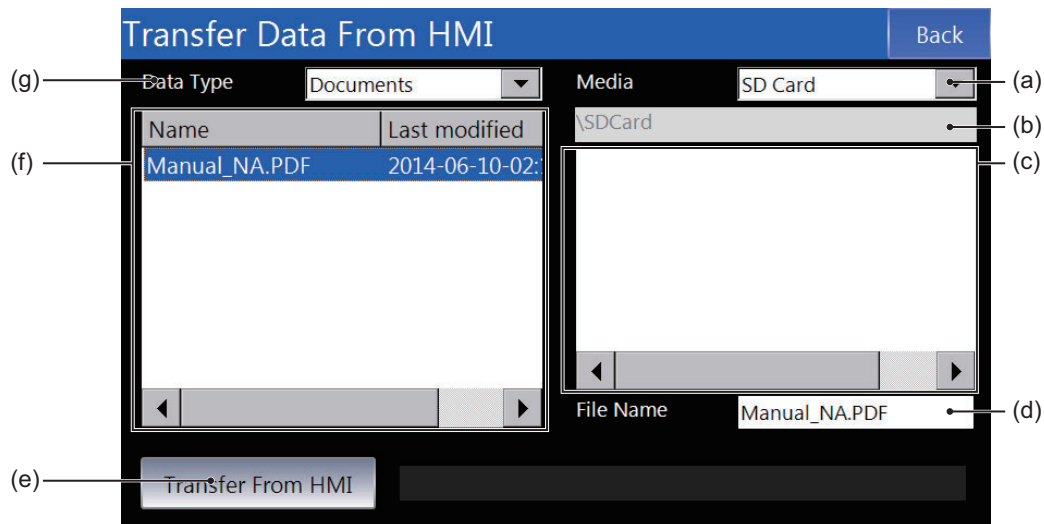 Transfer Data From HMI Back
(g) Data Type Documents Media SD Card (a)
\SDCard (b)
Name Last modified
(f) Manual_NA.PDF 2014-06-10-02: (c)
File Name Manual_NA.PDF (d)
(e) Transfer From HMI